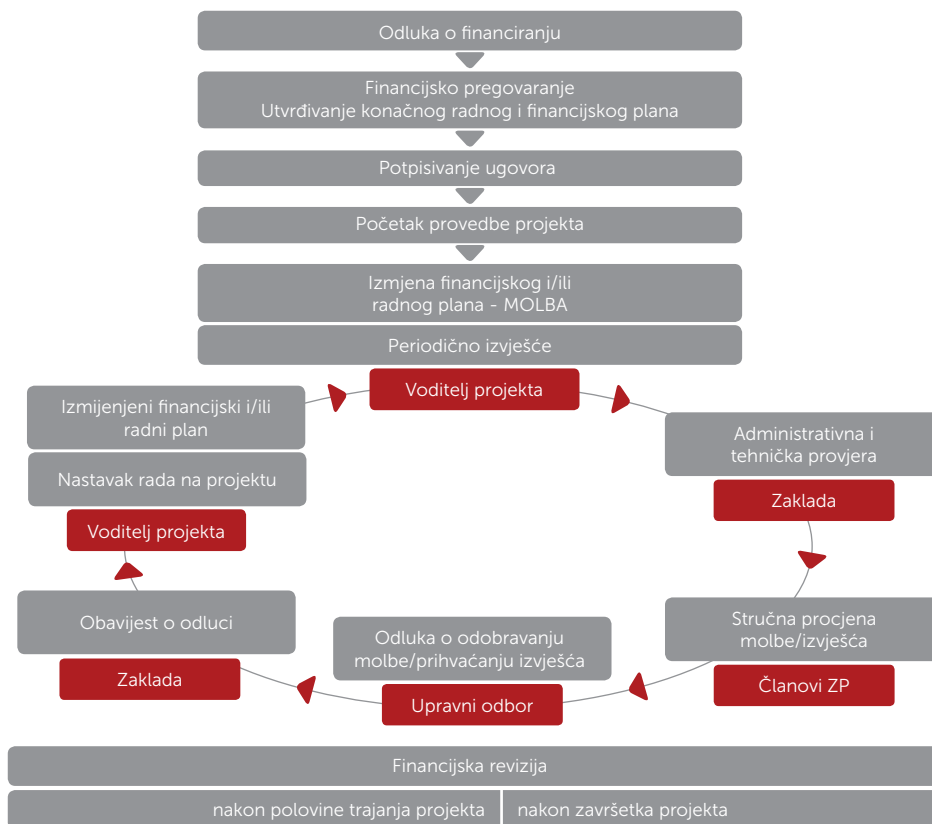 Odluka o financiranju
Financijsko pregovaranje
Utvrđivanje konačnog radnog i financijskog plana
Potpisivanje ugovora
Početak provedbe projekta
Izmjena financijskog i/ili
radnog plana - MOLBA
Periodično izvješće
Voditelj projekta
Administrativna i
tehnička provjera
Zaklada
Stručna procjena
molbe/izvješća
Članovi ZP
Odluka o odobravanju
molbe/prihvaćanju izvješća
Upravni odbor
Obavijest o odluci
Zaklada
Izmijenjeni financijski i/ili
radni plan
Nastavak rada na projektu
Voditelj projekta
Financijska revizija
nakon polovine trajanja projekta
nakon završetka projekta